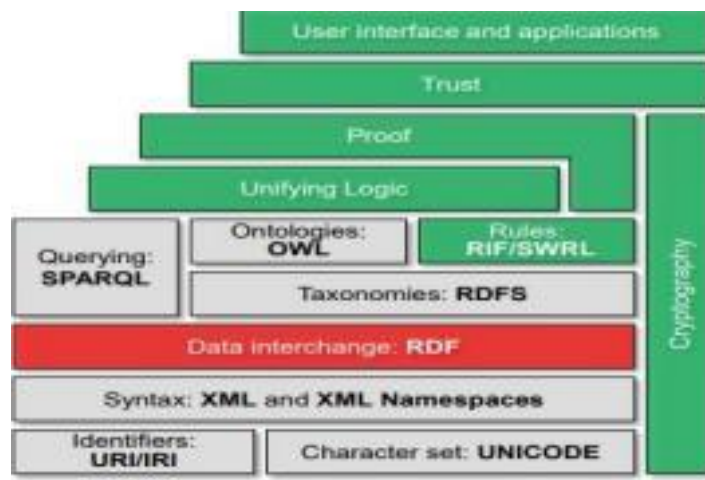 User interface and applications
Trust
Proof
Unifying Logic
Querying:
SPARQL
Ontologies:
OWL
Rules:
RIF/SWRL
Taxonomies: RDFS
Cryptography
Data interchange: RDF
Syntax: XML and XML Namespaces
Identifiers:
URI/IRI
Character set: UNICODE